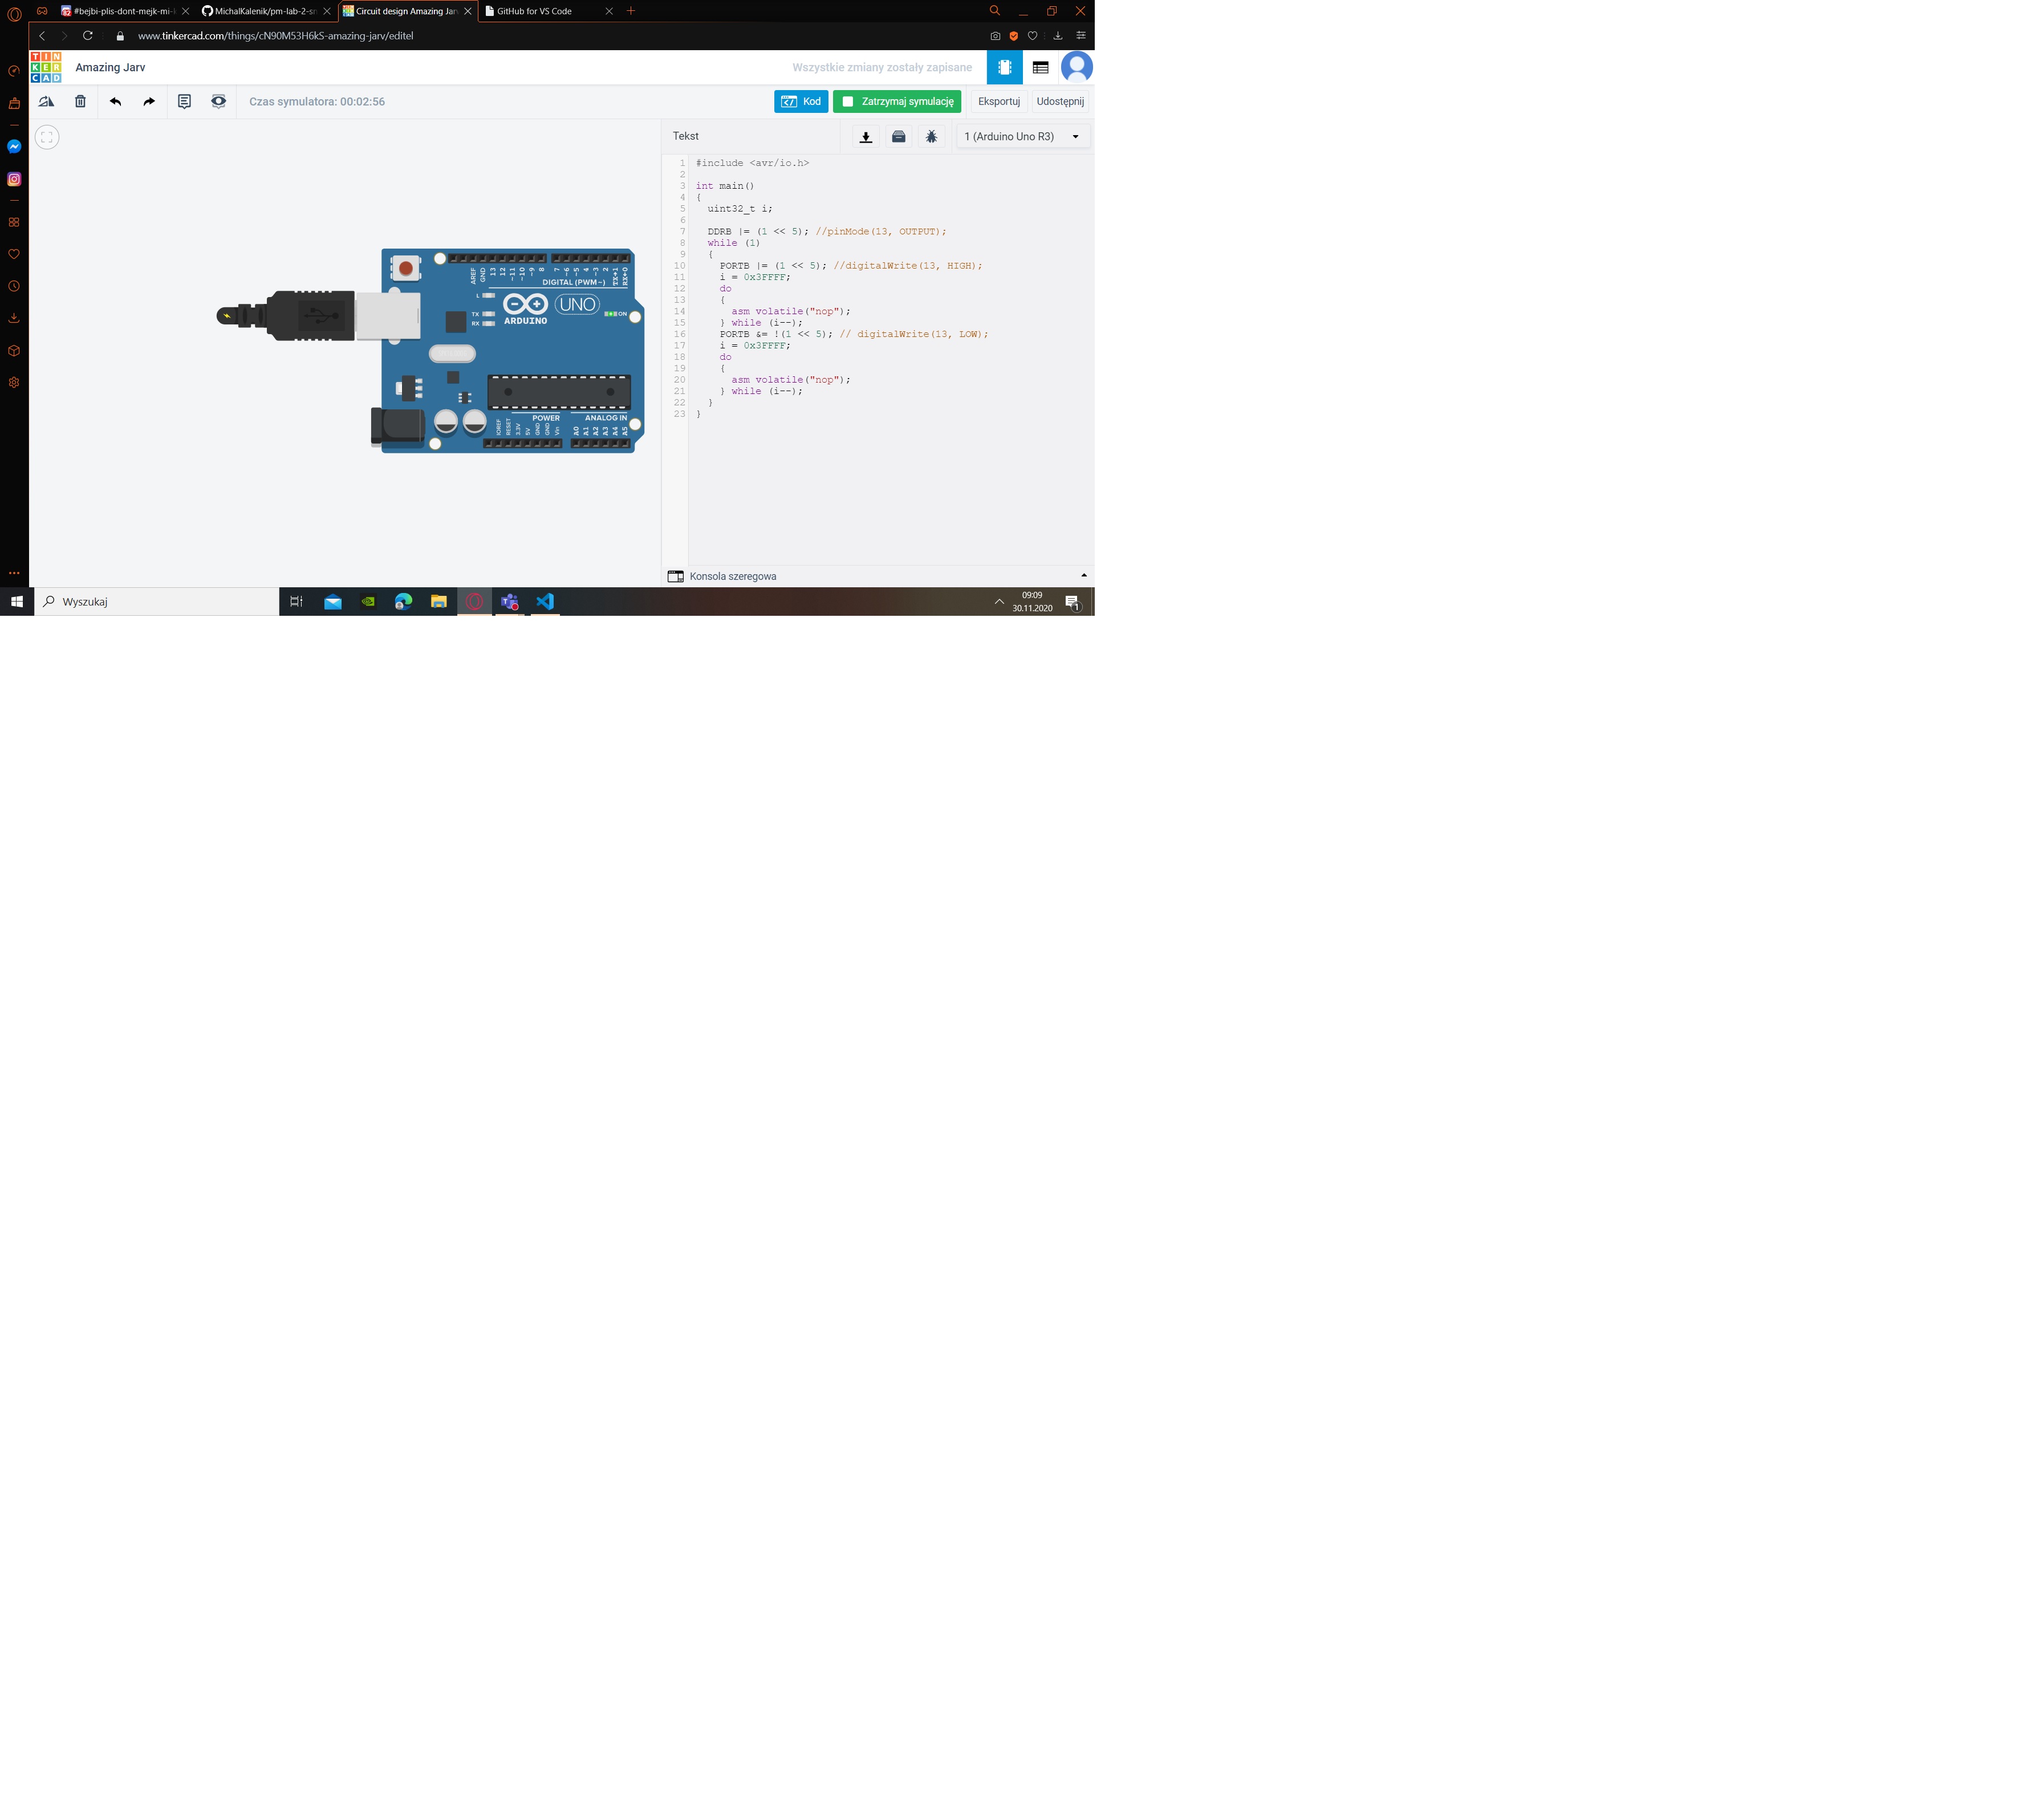 #bejbi-plis-dont-mejk-mi-k
MichalKalenik/pm-lab-2-sn
Circuit design Amazing Jar
GitHub for VS Code
www.tinkercad.com/things/cN90M53H6kS-amazing-jarv/editel
TIN
KER
CAD
Amazing Jarv
Wszystkie zmiany zostały zapisane
Czas symulatora: 00:02:56
Kod
Zatrzymaj symulację
Eksportuj
Udostępnij
Tekst
1 (Arduino Uno R3)
1 #include <avr/io.h>
2
3 int main()
4 {
5 uint32_t i;
6
7 DDRB |= (1 << 5); //pinMode(13, OUTPUT);
8 while (1)
9 {
10 PORTB |= (1 << 5); //digitalWrite(13, HIGH);
11 i = 0x3FFFF;
12 do
13 {
14 asm volatile("nop");
15 } while (i--);
16 PORTB &= !(1 << 5); // digitalWrite(13, LOW);
17 i = 0x3FFFF;
18 do
19 {
20 asm volatile("nop");
21 } while (i--);
22 }
23 }
AREF
GND
13
12
~11
~10
~9
8
7
~6
~5
4
~3
2
TX→1
RX←0
DIGITAL (PWM~)
L
TX
RX
UNO
ARDUINO
ON
POWER
ANALOG IN
IOREF
RESET
3.3V
5V
GND
GND
Vin
A0
A1
A2
A3
A4
A5
Konsola szeregowa
Wyszukaj
09:09
30.11.2020
1